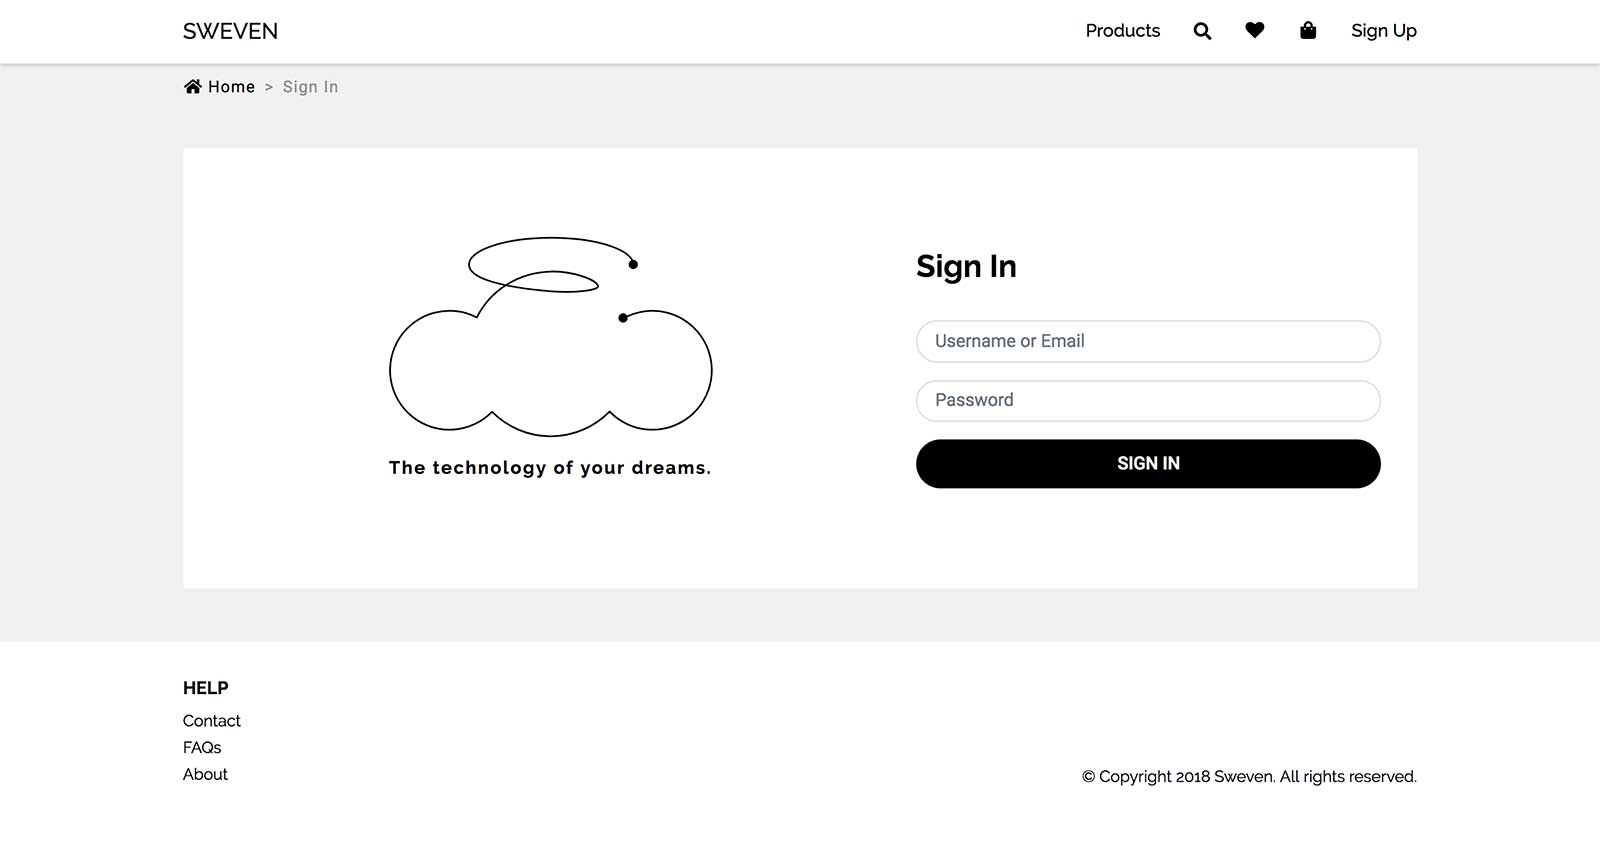 SWEVEN
Products
Sign Up
Home > Sign In
The technology of your dreams.
Sign In
Username or Email
Password
SIGN IN
HELP
Contact
FAQs
About
© Copyright 2018 Sweven. All rights reserved.